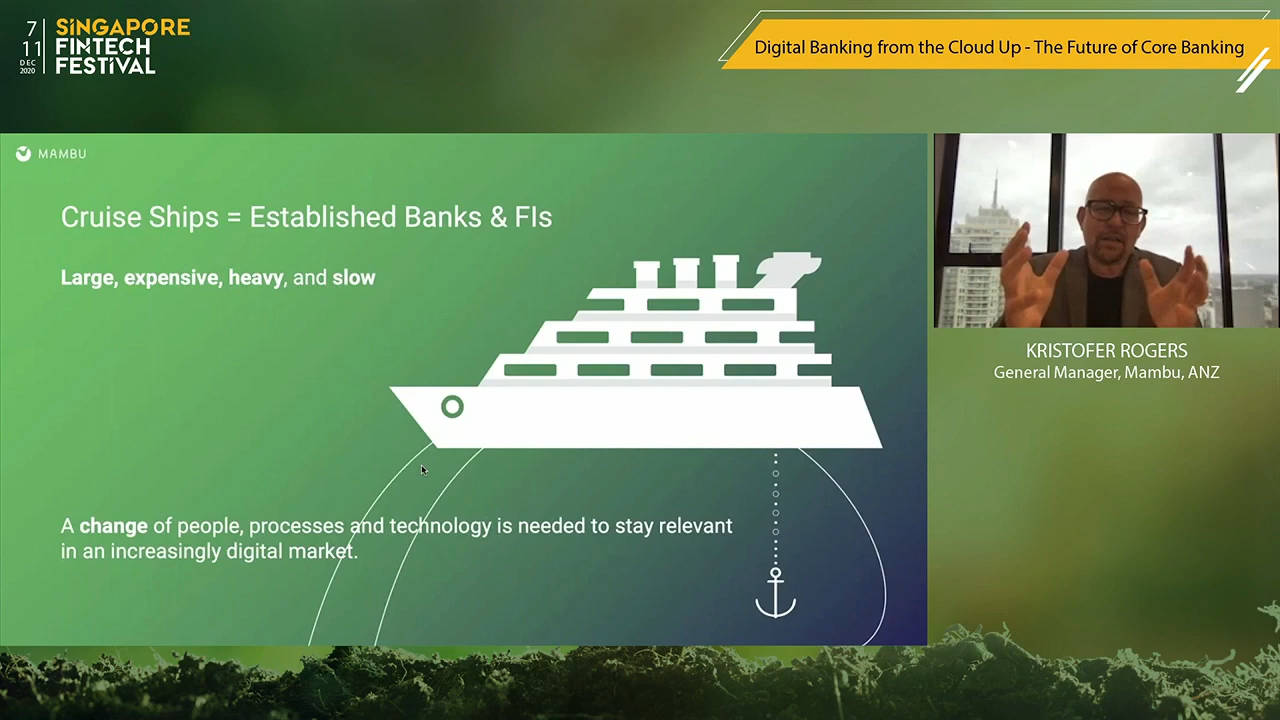 7
11
DEC
2020
SINGAPORE
FINTECH
FESTIVAL
Digital Banking from the Cloud Up - The Future of Core Banking
MAMBU
Cruise Ships = Established Banks & FIs
Large, expensive, heavy, and slow
A change of people, processes and technology is needed to stay relevant
in an increasingly digital market.
KRISTOFER ROGERS
General Manager, Mambu, ANZ